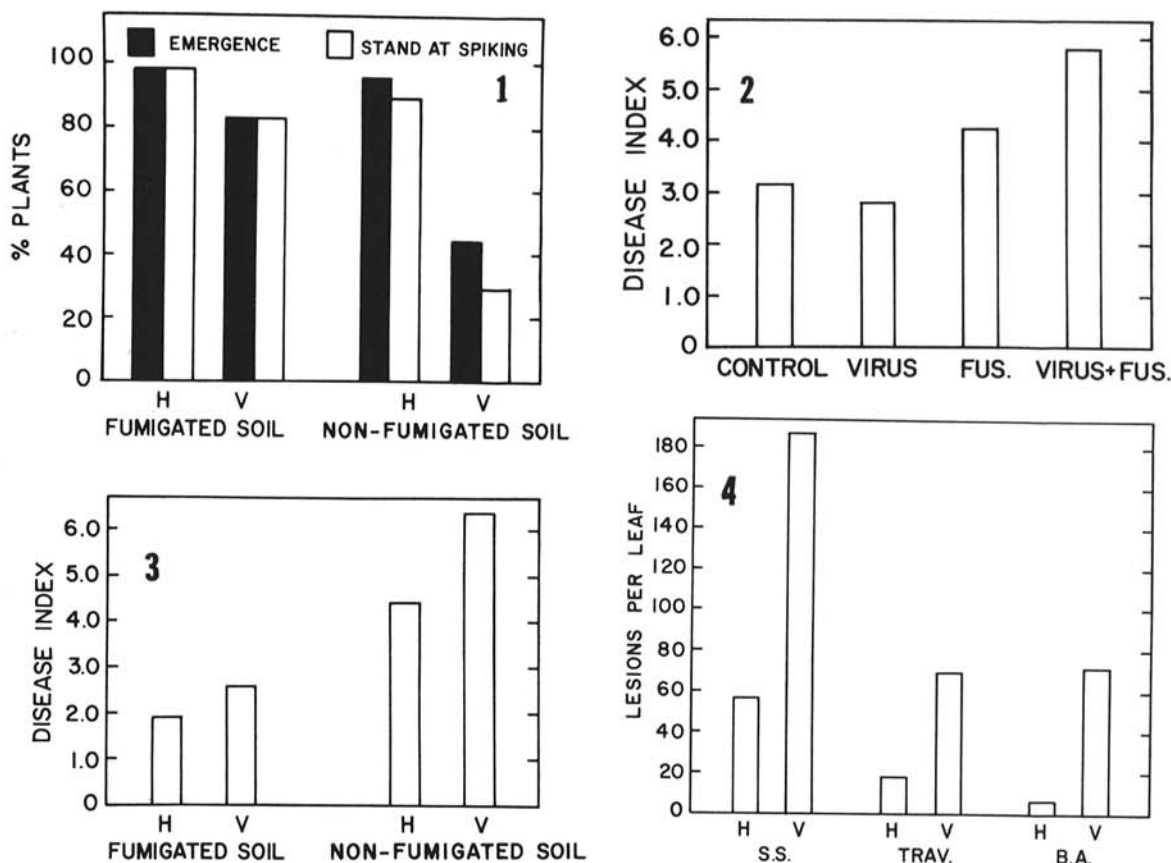 EMERGENCE STAND AT SPIKING
1
% PLANTS
100
80
60
40
20
0
H V H V
FUMIGATED SOIL NON-FUMIGATED SOIL
2
DISEASE INDEX
6.0
5.0
4.0
3.0
2.0
1.0
0
CONTROL VIRUS FUS. VIRUS+FUS.
3
DISEASE INDEX
6.0
5.0
4.0
3.0
2.0
1.0
0
H V H V
FUMIGATED SOIL NON-FUMIGATED SOIL
4
LESIONS PER LEAF
180
160
140
120
100
80
60
40
20
0
H V H V H V
S.S. TRAV. B.A.